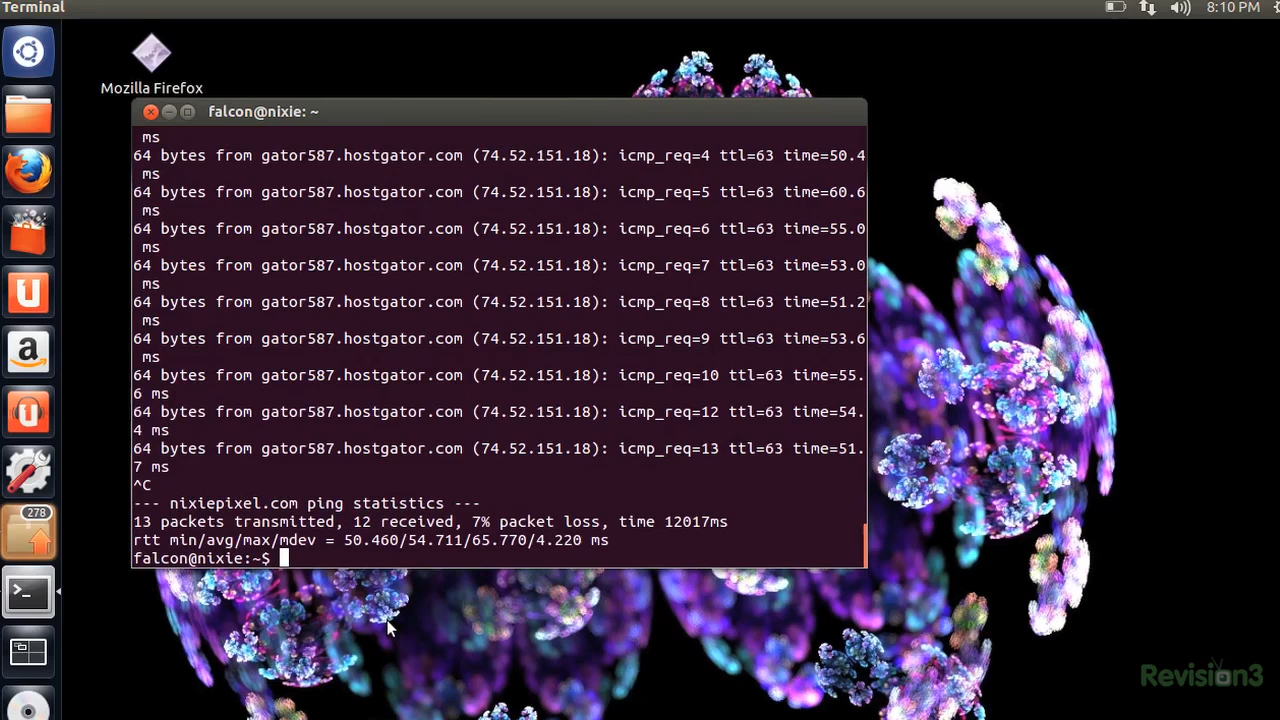 Terminal
8:10 PM
Mozilla Firefox
falcon@nixie: ~
ms
64 bytes from gator587.hostgator.com (74.52.151.18): icmp_req=4 ttl=63 time=50.4
ms
64 bytes from gator587.hostgator.com (74.52.151.18): icmp_req=5 ttl=63 time=60.6
ms
64 bytes from gator587.hostgator.com (74.52.151.18): icmp_req=6 ttl=63 time=55.0
ms
64 bytes from gator587.hostgator.com (74.52.151.18): icmp_req=7 ttl=63 time=53.0
ms
64 bytes from gator587.hostgator.com (74.52.151.18): icmp_req=8 ttl=63 time=51.2
ms
64 bytes from gator587.hostgator.com (74.52.151.18): icmp_req=9 ttl=63 time=53.6
ms
64 bytes from gator587.hostgator.com (74.52.151.18): icmp_req=10 ttl=63 time=55.
6 ms
64 bytes from gator587.hostgator.com (74.52.151.18): icmp_req=12 ttl=63 time=54.
4 ms
64 bytes from gator587.hostgator.com (74.52.151.18): icmp_req=13 ttl=63 time=51.
7 ms
^C
--- nixiepixel.com ping statistics ---
13 packets transmitted, 12 received, 7% packet loss, time 12017ms
rtt min/avg/max/mdev = 50.460/54.711/65.770/4.220 ms
falcon@nixie:~$
U
a
U
278
>_
Revision3